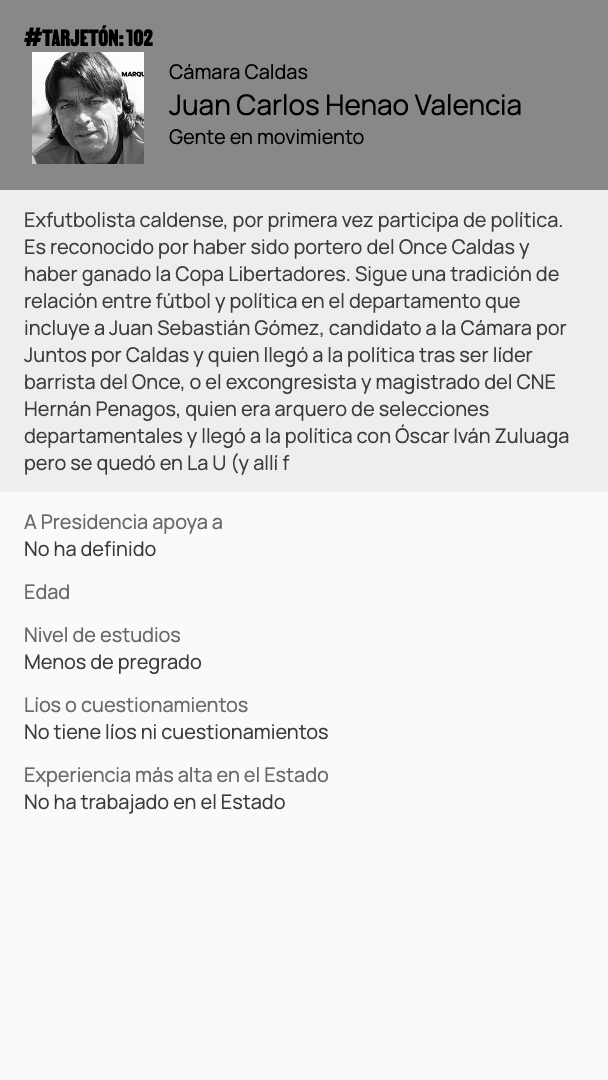 #TARJETÓN: 102
MARQU
Cámara Caldas
Juan Carlos Henao Valencia
Gente en movimiento
Exfutbolista caldense, por primera vez participa de política.
Es reconocido por haber sido portero del Once Caldas y
haber ganado la Copa Libertadores. Sigue una tradición de
relación entre fútbol y política en el departamento que
incluye a Juan Sebastián Gómez, candidato a la Cámara por
Juntos por Caldas y quien llegó a la política tras ser líder
barrista del Once, o el excongresista y magistrado del CNE
Hernán Penagos, quien era arquero de selecciones
departamentales y llegó a la política con Óscar Iván Zuluaga
pero se quedó en La U (y allí f
A Presidencia apoya a
No ha definido
Edad
Nivel de estudios
Menos de pregrado
Líos o cuestionamientos
No tiene líos ni cuestionamientos
Experiencia más alta en el Estado
No ha trabajado en el Estado